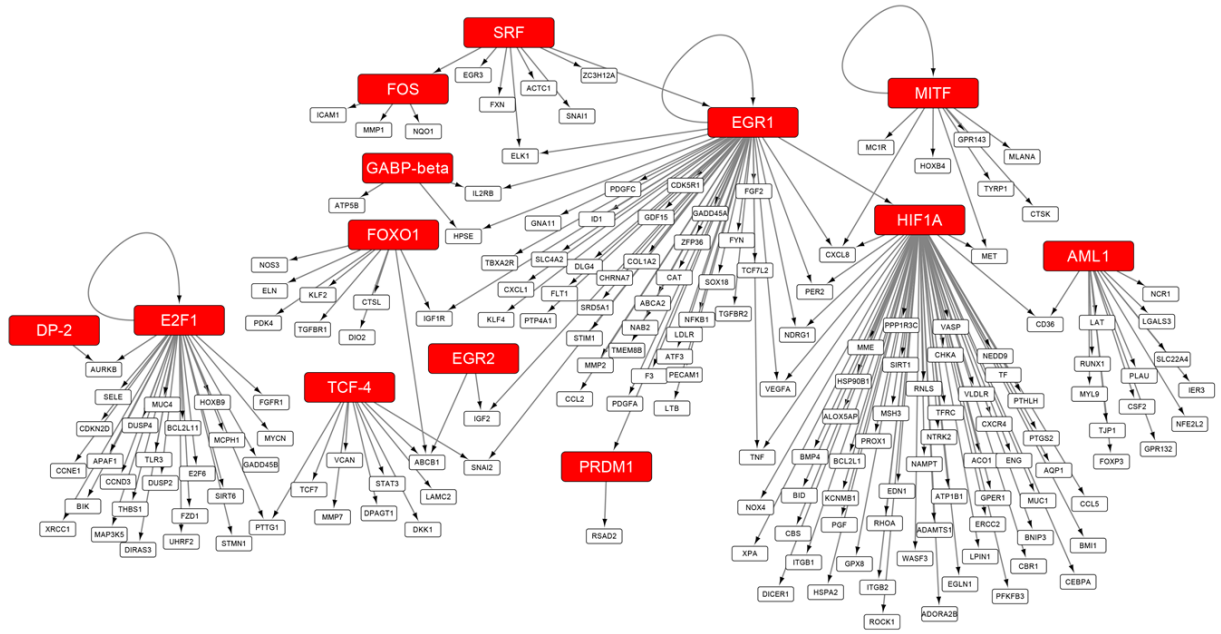 SRF
EGR3
ZC3H12A
FOS
ACTC1
MITF
FXN
ICAM1
SNAI1
EGR1
MMP1
NQO1
GPR143
MC1R
MLANA
ELK1
HOXB4
GABP-beta
PDGFC
CDK5R1
FGF2
TYRP1
IL2RB
ATP5B
GADD45A
CTSK
GNA11
ID1
GDF15
HIF1A
FOXO1
HPSE
FYN
ZFP36
CXCL8
MET
AML1
NOS3
TBXA2R
SLC4A2
DLG4
COL1A2
CHRNA7
CAT
TCF7L2
SOX18
PER2
NCR1
ELN
KLF2
CTSL
CXCL1
FLT1
SRD5A1
ABCA2
E2F1
PDK4
TGFBR1
DIO2
IGF1R
KLF4
PTP4A1
NFKB1
TGFBR2
CD36
LAT
LGALS3
DP-2
STIM1
NAB2
LDLR
NDRG1
PPP1R3C
VASP
TMEM8B
MME
CHKA
NEDD9
SLC22A4
EGR2
MMP2
ATF3
SIRT1
TF
RUNX1
PLAU
AURKB
F3
PECAM1
VEGFA
HSP90B1
RNLS
VLDLR
PTHLH
MYL9
IER3
TCF-4
CCL2
SELE
MUC4
HOXB9
FGFR1
PDGFA
LTB
ALOX5AP
MSH3
TFRC
CXCR4
CSF2
IGF2
NFE2L2
CDKN2D
DUSP4
BCL2L11
MCPH1
MYCN
NTRK2
PTGS2
TJP1
GPR132
PROX1
VCAN
ABCB1
SNAI2
PRDM1
TNF
BMP4
BCL2L1
NAMPT
ACO1
ENG
AQP1
FOXP3
CCNE1
APAF1
TLR3
E2F6
GADD45B
CCND3
DUSP2
TCF7
STAT3
BID
KCNMB1
EDN1
ATP1B1
GPER1
MUC1
CCL5
BIK
THBS1
SIRT6
LAMC2
NOX4
MMP7
DPAGT1
DKK1
XRCC1
MAP3K5
FZD1
PTTG1
RSAD2
CBS
PGF
RHOA
ADAMTS1
ERCC2
BNIP3
BMI1
DIRAS3
UHRF2
STMN1
XPA
ITGB1
GPX8
WASF3
LPIN1
CBR1
CEBPA
DICER1
HSPA2
ITGB2
EGLN1
PFKFB3
ADORA2B
ROCK1